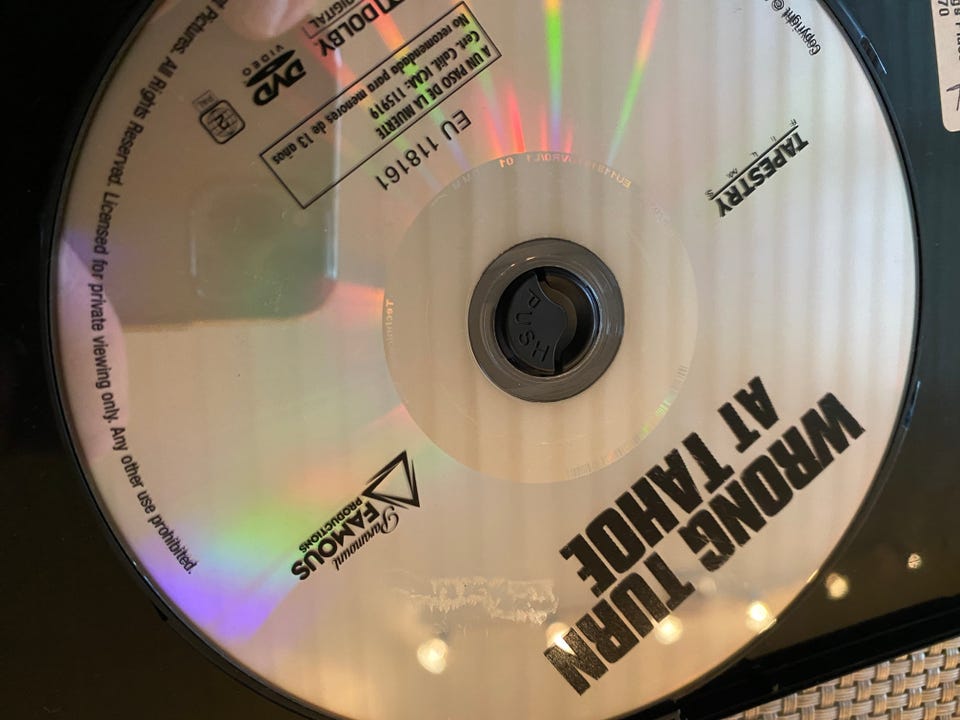 WRONG TURN
AT TAHOE
TAPESTRY
FILMS
Paramount
FAMOUS
PRODUCTIONS
EU 118161
A UN PASO DE LA MUERTE
Cert. Calif. ICAA: 115919
No recomendada para menores de 13 años
DOLBY
DIGITAL
DVD
VIDEO
Copyright ©
Pictures. All Rights Reserved. Licensed for private viewing only. Any other use prohibited.
PUSH